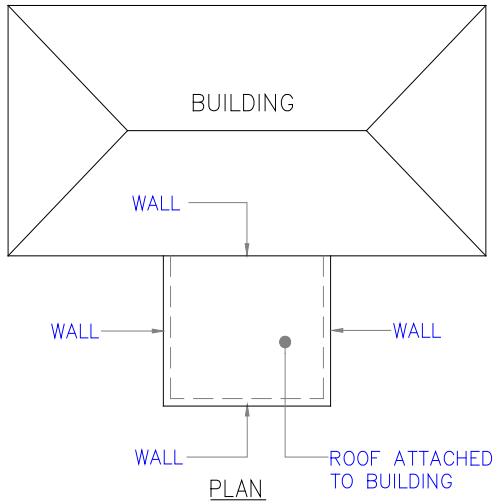 BUILDING
WALL
WALL
WALL
WALL
ROOF ATTACHED
TO BUILDING
PLAN